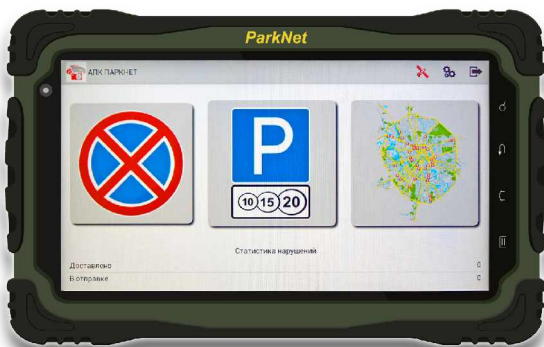 ParkNet
АПК ПАРКНЕТ
P
10 15 20
Статистика нарушений
Доставлено 0
В отправке 0